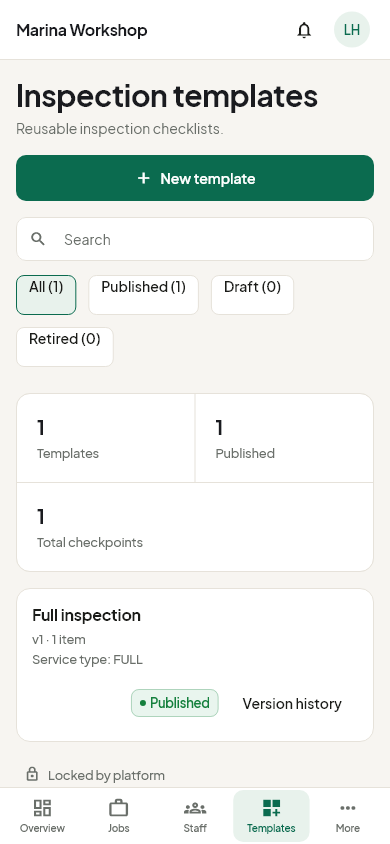 Marina Workshop
LH
Inspection templates
Reusable inspection checklists.
+ New template
Search
All (1)
Published (1)
Draft (0)
Retired (0)
1
Templates
1
Published
1
Total checkpoints
Full inspection
v1 · 1 item
Service type: FULL
Published
Version history
Locked by platform
Overview
Jobs
Staff
Templates
More